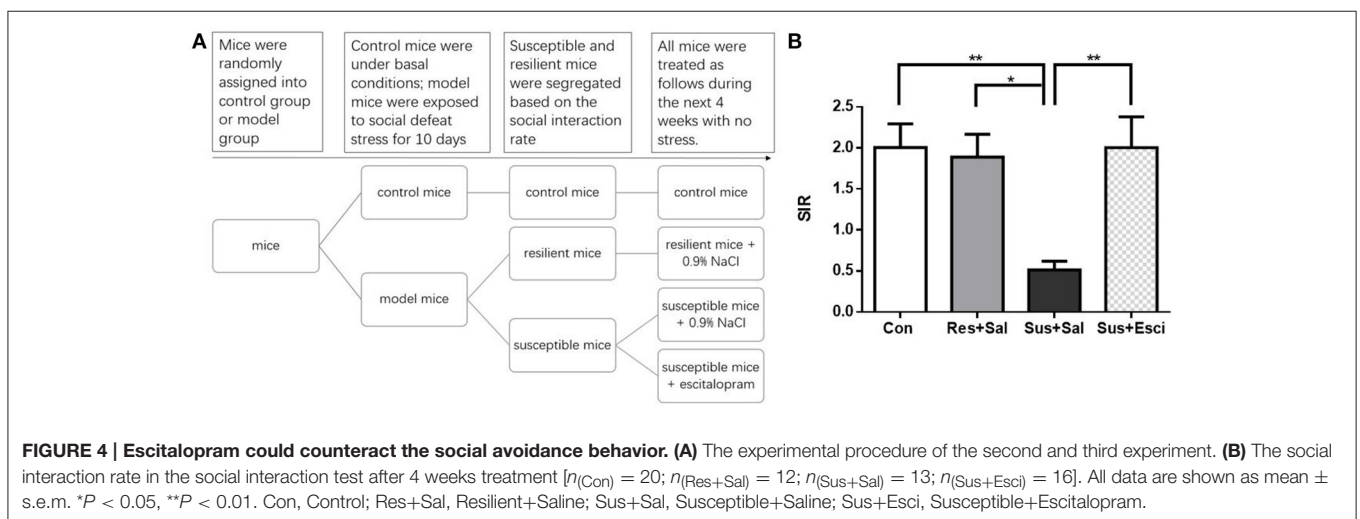 A
Mice were
randomly
assigned into
control group
or model
group
Control mice were
under basal
conditions; model
mice were exposed
to social defeat
stress for 10 days
Susceptible and
resilient mice
were segregated
based on the
social interaction
rate
All mice were
treated as
follows during
the next 4
weeks with no
stress.
mice
control mice
model mice
control mice
resilient mice
susceptible mice
control mice
resilient mice +
0.9% NaCl
susceptible mice
+ 0.9% NaCl
susceptible mice
+ escitalopram
B
** **
*
SIR
2.5
2.0
1.5
1.0
0.5
0.0
Con Res+Sal Sus+Sal Sus+Esci
FIGURE 4 | Escitalopram could counteract the social avoidance behavior. (A) The experimental procedure of the second and third experiment. (B) The social
interaction rate in the social interaction test after 4 weeks treatment [n(Con) = 20; n(Res+Sal) = 12; n(Sus+Sal) = 13; n(Sus+Esci) = 16]. All data are shown as mean ±
s.e.m. *P < 0.05, **P < 0.01. Con, Control; Res+Sal, Resilient+Saline; Sus+Sal, Susceptible+Saline; Sus+Esci, Susceptible+Escitalopram.